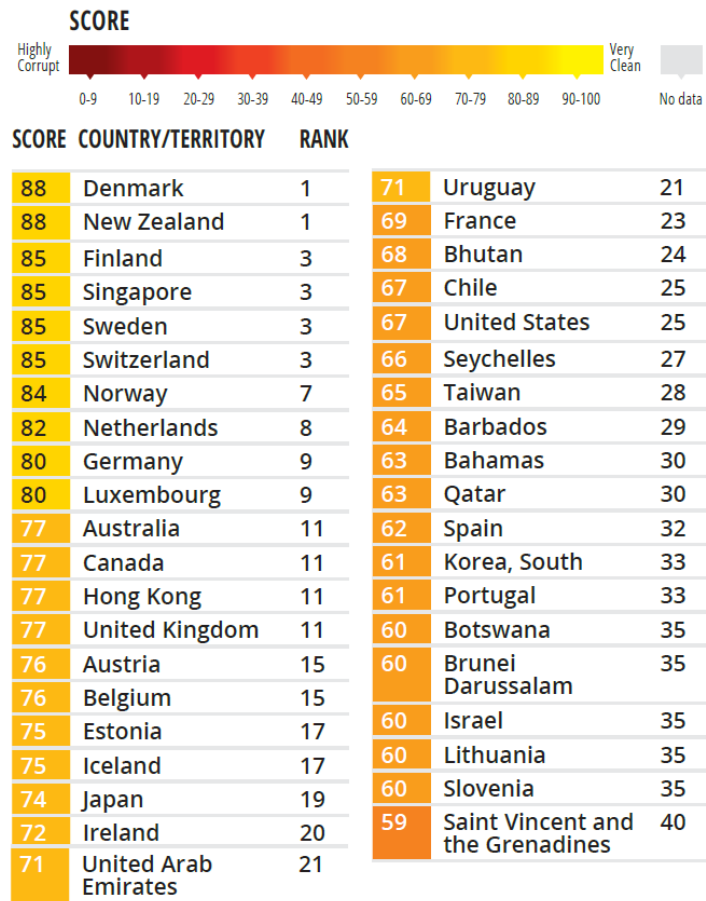 SCORE
Highly Corrupt
Very Clean
0-9 10-19 20-29 30-39 40-49 50-59 60-69 70-79 80-89 90-100 No data
SCORE COUNTRY/TERRITORY RANK
88 Denmark 1
88 New Zealand 1
85 Finland 3
85 Singapore 3
85 Sweden 3
85 Switzerland 3
84 Norway 7
82 Netherlands 8
80 Germany 9
80 Luxembourg 9
77 Australia 11
77 Canada 11
77 Hong Kong 11
77 United Kingdom 11
76 Austria 15
76 Belgium 15
75 Estonia 17
75 Iceland 17
74 Japan 19
72 Ireland 20
71 United Arab 21
Emirates
71 Uruguay 21
69 France 23
68 Bhutan 24
67 Chile 25
67 United States 25
66 Seychelles 27
65 Taiwan 28
64 Barbados 29
63 Bahamas 30
63 Qatar 30
62 Spain 32
61 Korea, South 33
61 Portugal 33
60 Botswana 35
60 Brunei 35
Darussalam
60 Israel 35
60 Lithuania 35
60 Slovenia 35
59 Saint Vincent and 40
the Grenadines